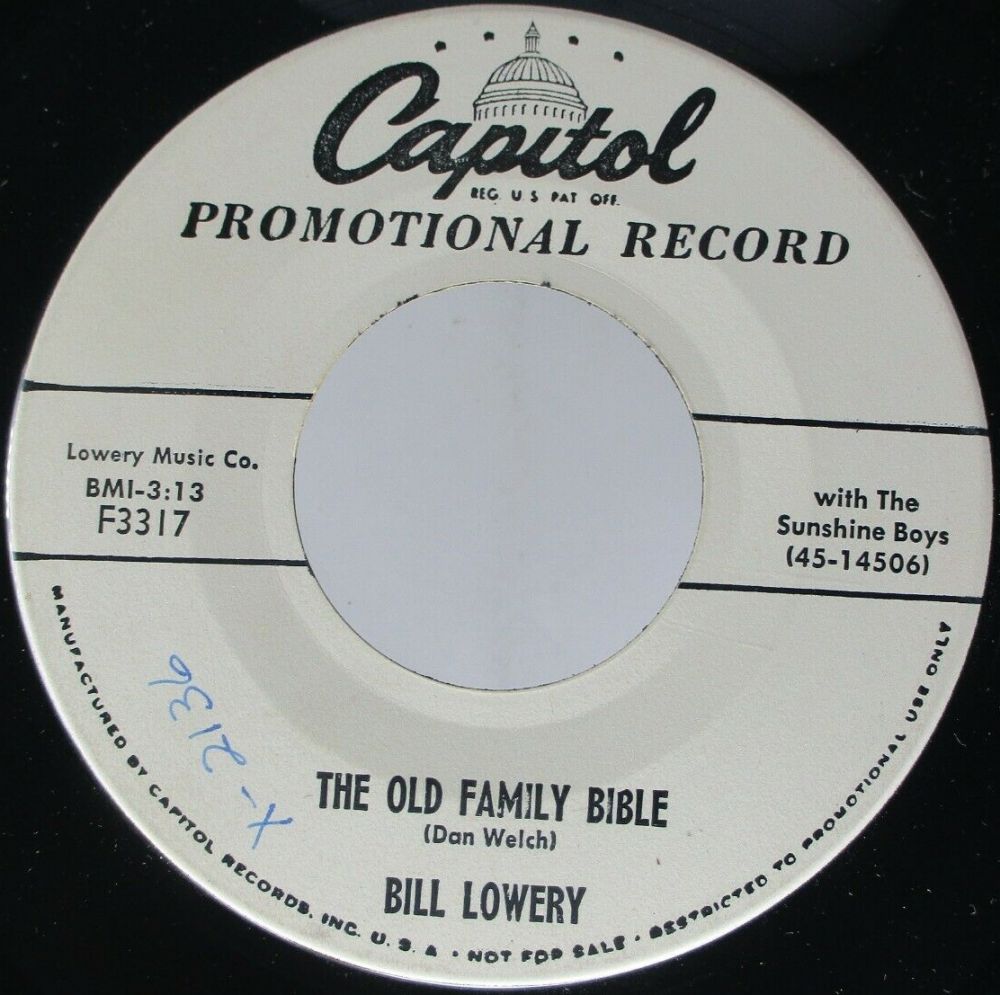 Capitol
REG. U.S. PAT. OFF.
PROMOTIONAL RECORD
Lowery Music Co.
BMI-3:13
F3317
with The
Sunshine Boys
(45-14506)
X-2136
THE OLD FAMILY BIBLE
(Dan Welch)
BILL LOWERY
MANUFACTURED BY CAPITOL RECORDS, INC. U. S. A • NOT FOR SALE • RESTRICTED TO PROMOTIONAL USE ONLY